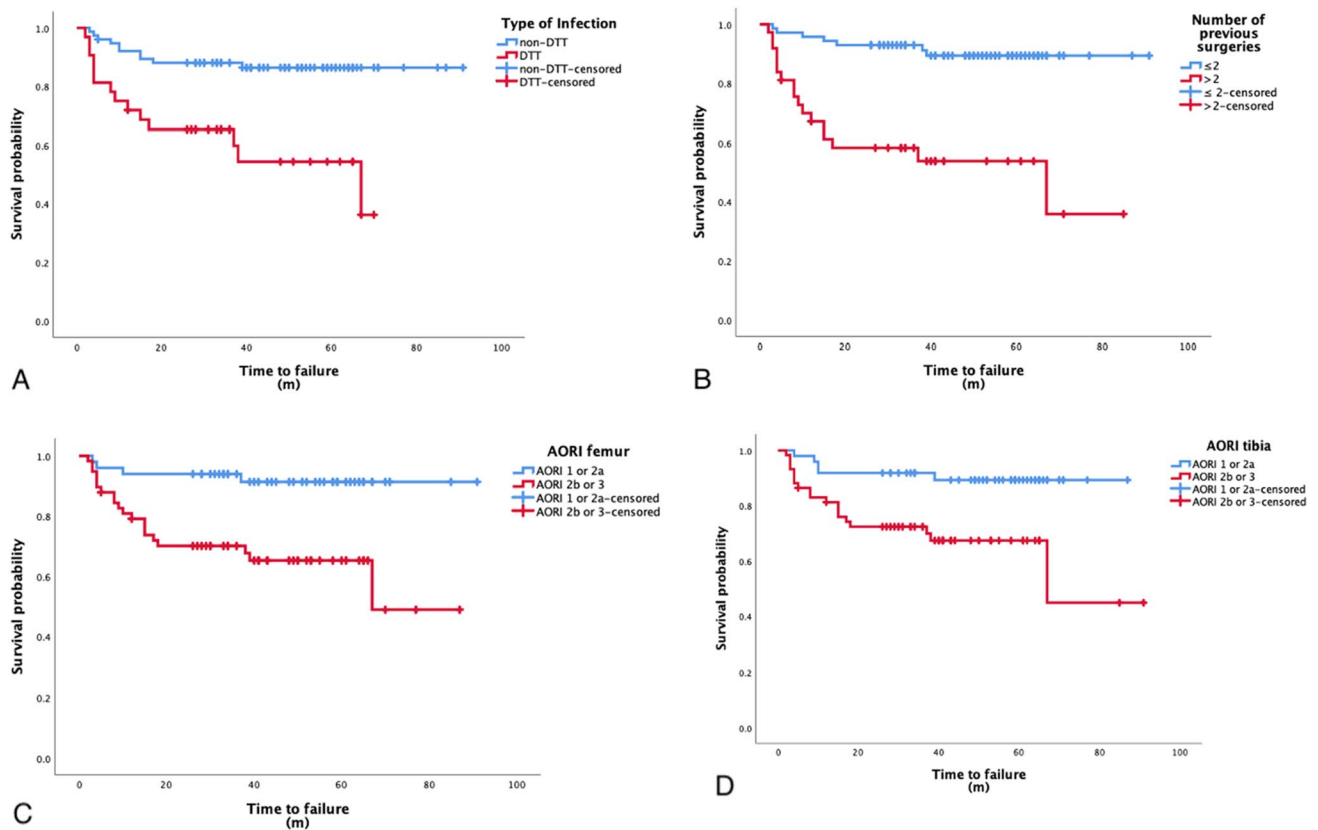 Type of Infection
non-DTT
DTT
non-DTT-censored
DTT-censored
Survival probability
1.0
0.8
0.6
0.4
0.2
0.0
0 20 40 60 80 100
Time to failure
(m)
A
Number of
previous
surgeries
≤2
>2
≤ 2-censored
>2-censored
Survival probability
1.0
0.8
0.6
0.4
0.2
0.0
0 20 40 60 80 100
Time to failure
(m)
B
AORI femur
AORI 1 or 2a
AORI 2b or 3
AORI 1 or 2a-censored
AORI 2b or 3-censored
Survival probability
1.0
0.8
0.6
0.4
0.2
0.0
0 20 40 60 80 100
Time to failure
(m)
C
AORI tibia
AORI 1 or 2a
AORI 2b or 3
AORI 1 or 2a-censored
AORI 2b or 3-censored
Survival probability
1.0
0.8
0.6
0.4
0.2
0.0
0 20 40 60 80 100
Time to failure
(m)
D